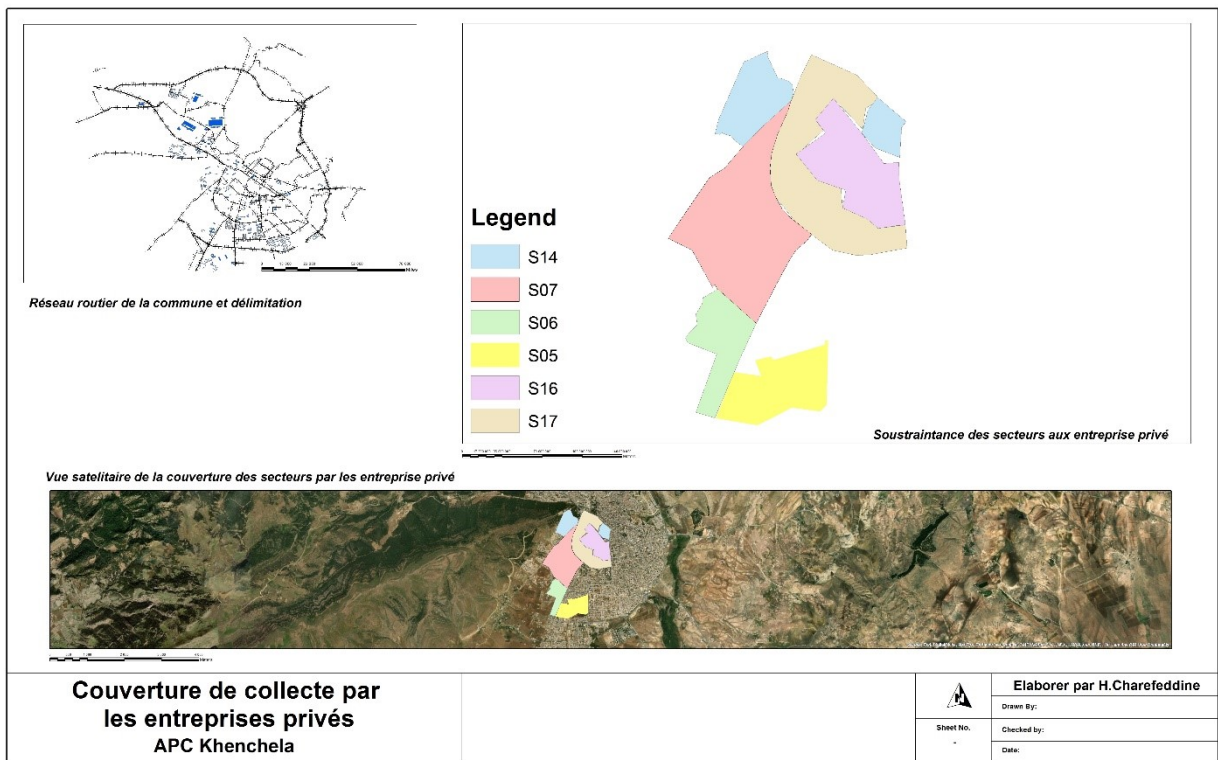 Réseau routier de la commune et délimitation
Legend
S14
S07
S06
S05
S16
S17
Soustraintance des secteurs aux entreprise privé
Vue satelitaire de la couverture des secteurs par les entreprise privé
Couverture de collecte par
les entreprises privés
APC Khenchela
Sheet No.
-
Elaborer par H.Charefeddine
Drawn By:
Checked by:
Date: